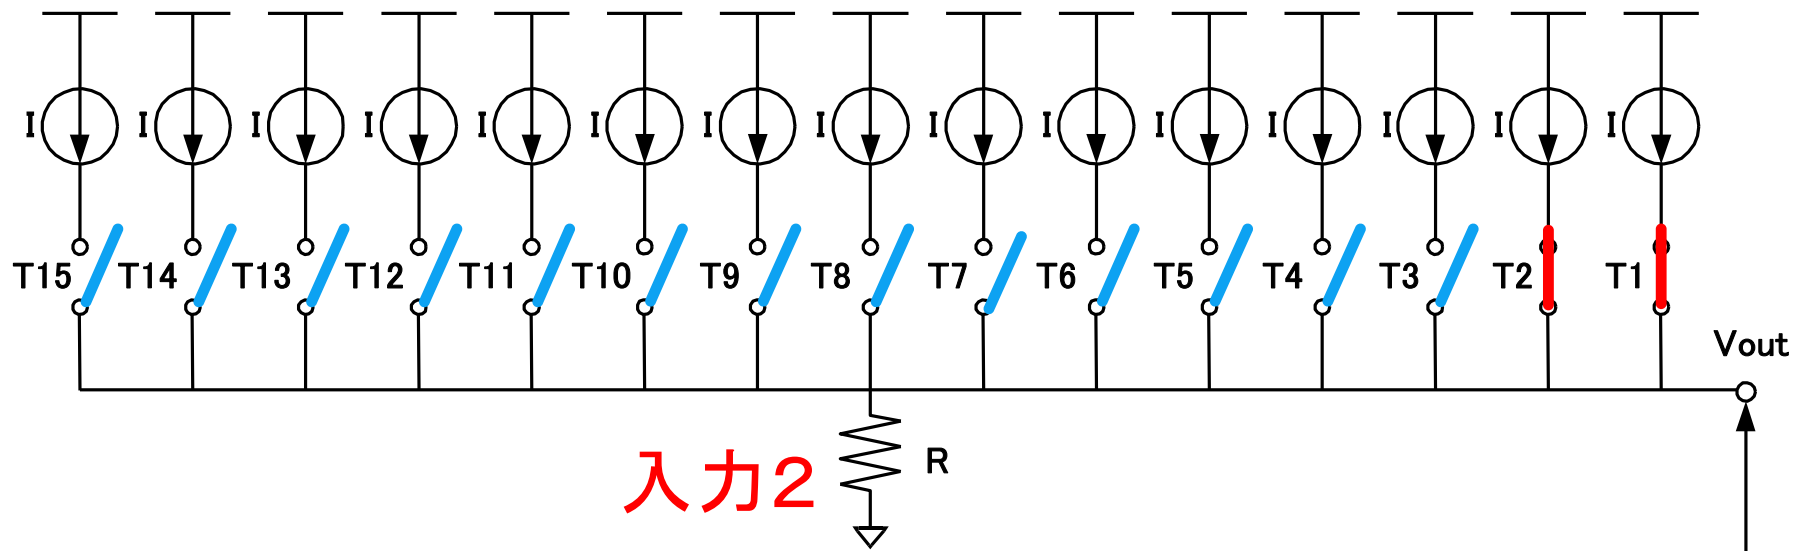 I I I I I I I I I I I I I I I
T15 T14 T13 T12 T11 T10 T9 T8 T7 T6 T5 T4 T3 T2 T1
Vout
入力2 R